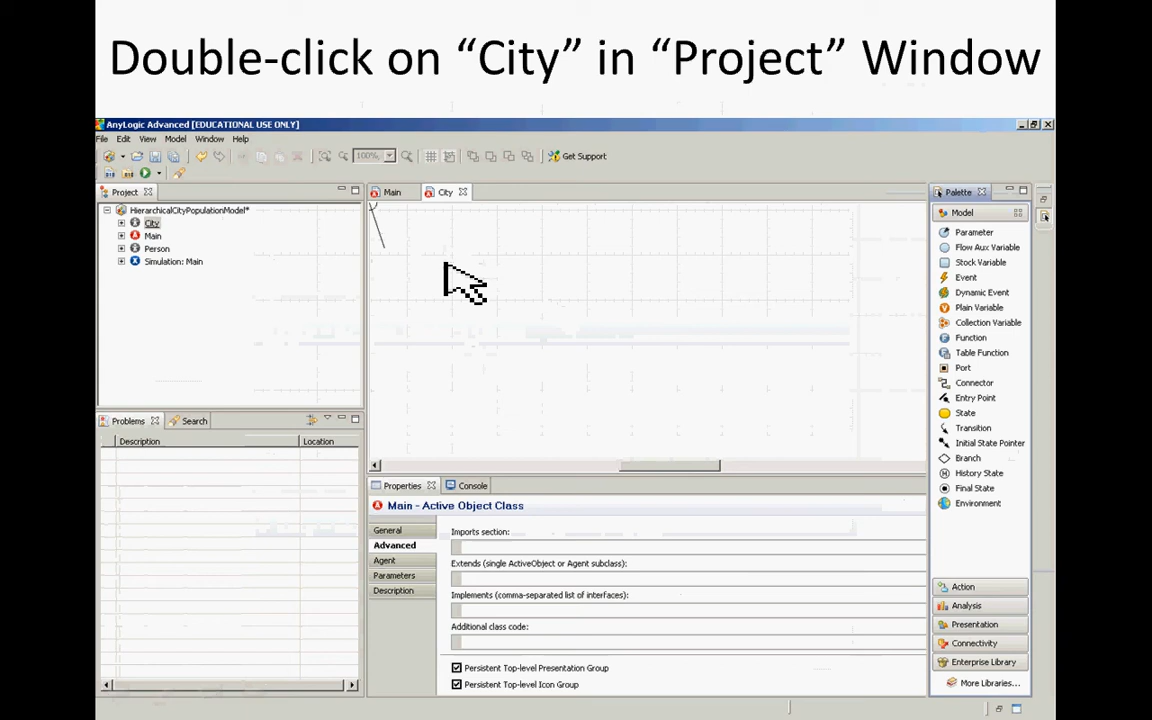 Double-click on “City” in “Project” Window
AnyLogic Advanced [EDUCATIONAL USE ONLY]
File Edit View Model Window Help
100% Get Support
Project
HierarchicalCityPopulationModel*
City
Main
Person
Simulation: Main
Problems Search
Description Location
Main City
Properties Console
Main - Active Object Class
General
Advanced
Agent
Parameters
Description
Imports section:
Extends (single ActiveObject or Agent subclass):
Implements (comma-separated list of interfaces):
Additional class code:
Persistent Top-level Presentation Group
Persistent Top-level Icon Group
Palette
Model
Parameter
Flow Aux Variable
Stock Variable
Event
Dynamic Event
Plain Variable
Collection Variable
Function
Table Function
Port
Connector
Entry Point
State
Transition
Initial State Pointer
Branch
History State
Final State
Environment
Action
Analysis
Presentation
Connectivity
Enterprise Library
More Libraries...